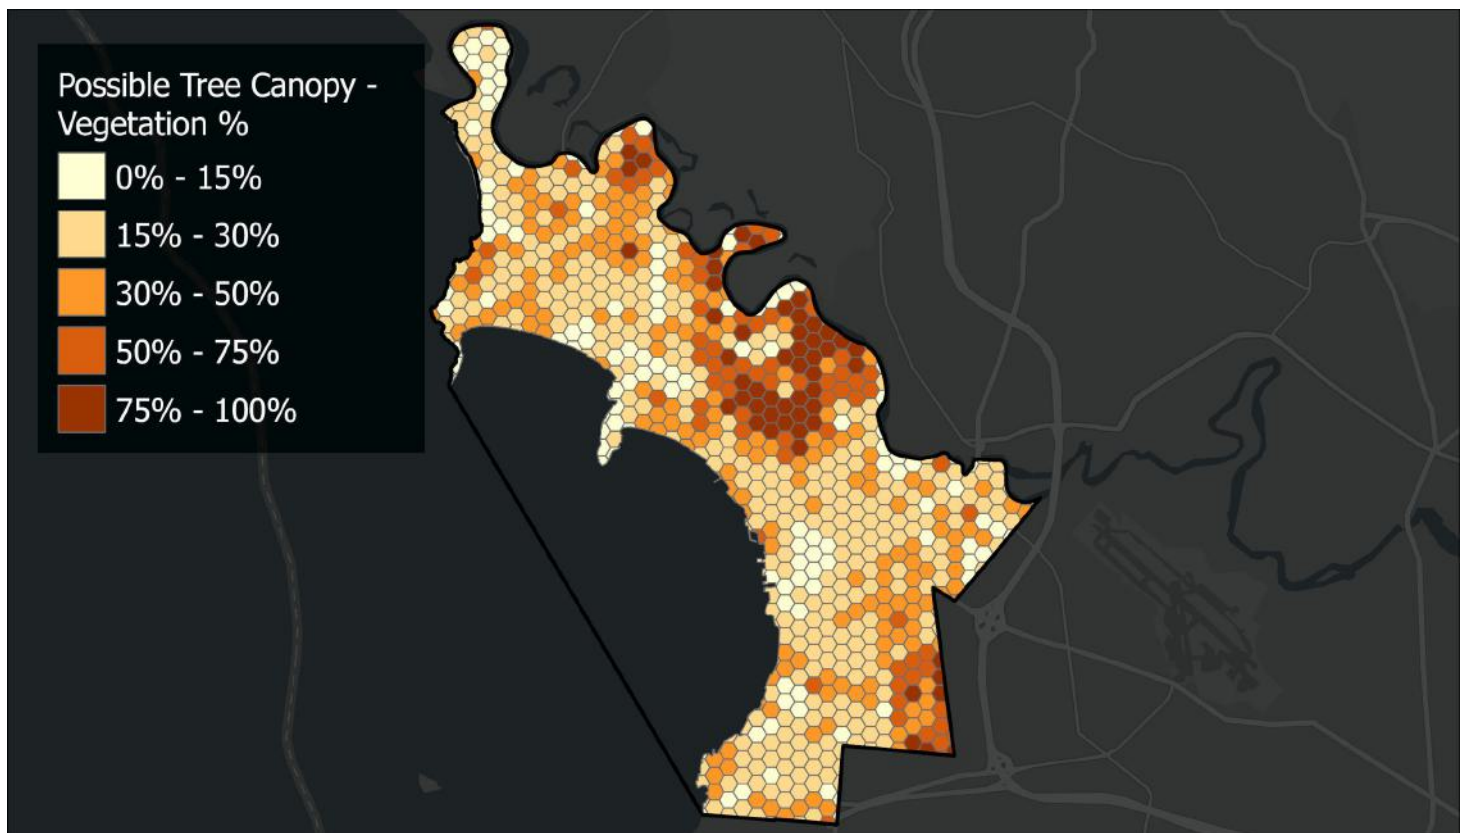 Possible Tree Canopy -
Vegetation %
0% - 15%
15% - 30%
30% - 50%
50% - 75%
75% - 100%